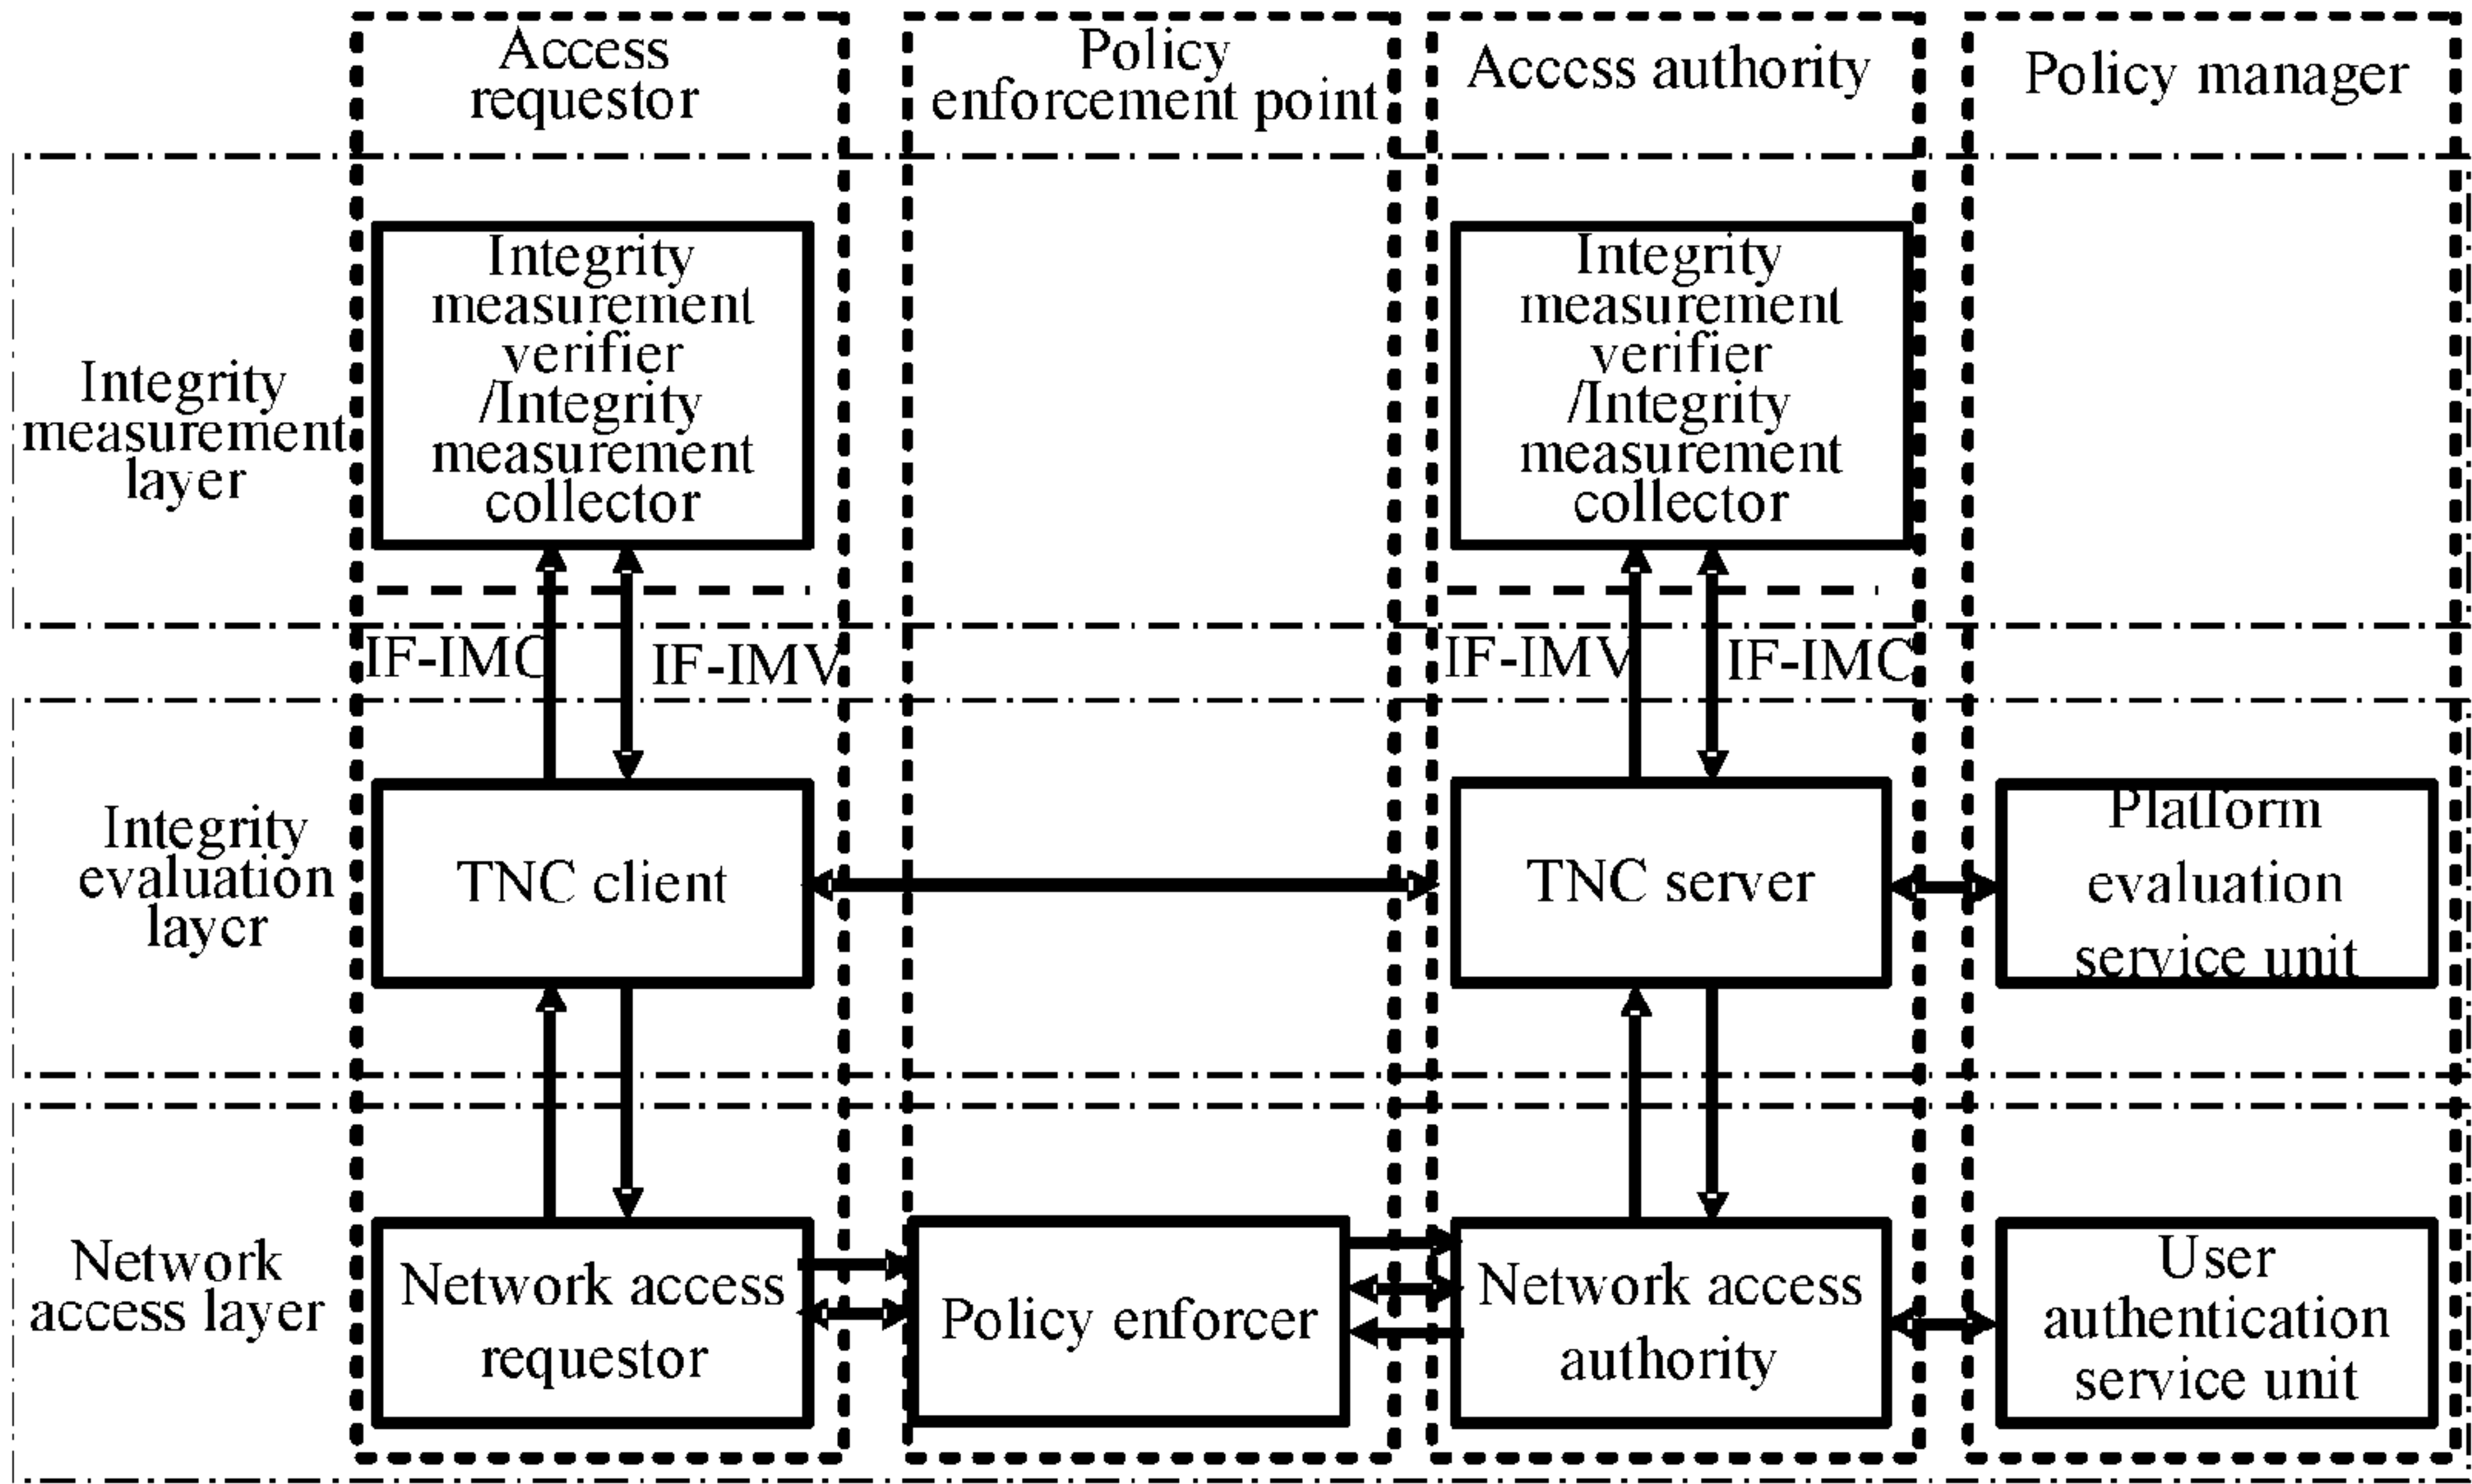 Access
requestor
Policy
enforcement point
Access authority
Policy manager
Integrity
measurement
layer
Integrity
measurement
verifier
/Integrity
measurement
collector
Integrity
measurement
verifier
/Integrity
measurement
collector
IF-IMC
IF-IMV
IF-IMV
IF-IMC
Integrity
evaluation
layer
TNC client
TNC server
Platform
evaluation
service unit
Network
access layer
Network access
requestor
Policy enforcer
Network access
authority
User
authentication
service unit